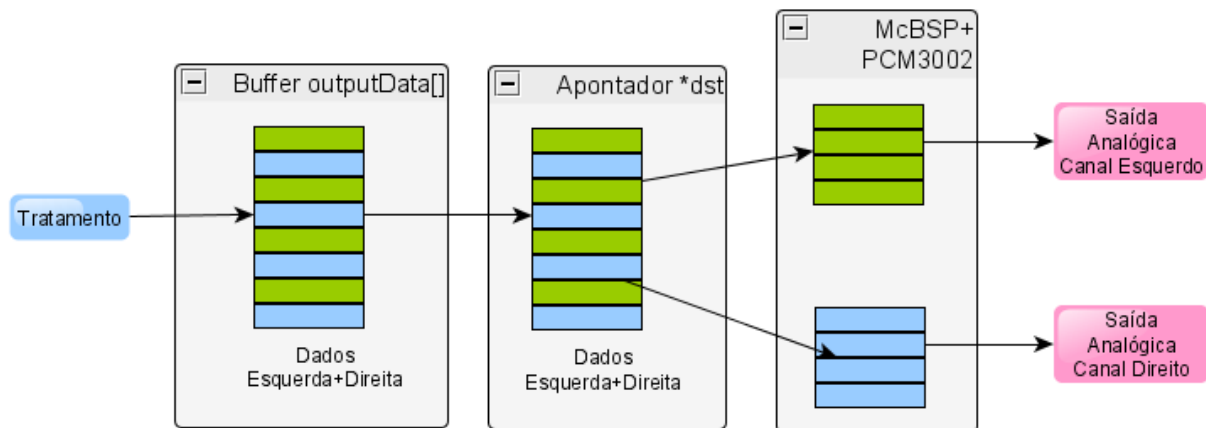 Tratamento
Buffer outputData[]
Dados
Esquerda+Direita
Apontador *dst
Dados
Esquerda+Direita
McBSP+
PCM3002
Saída
Analógica
Canal Esquerdo
Saída
Analógica
Canal Direito